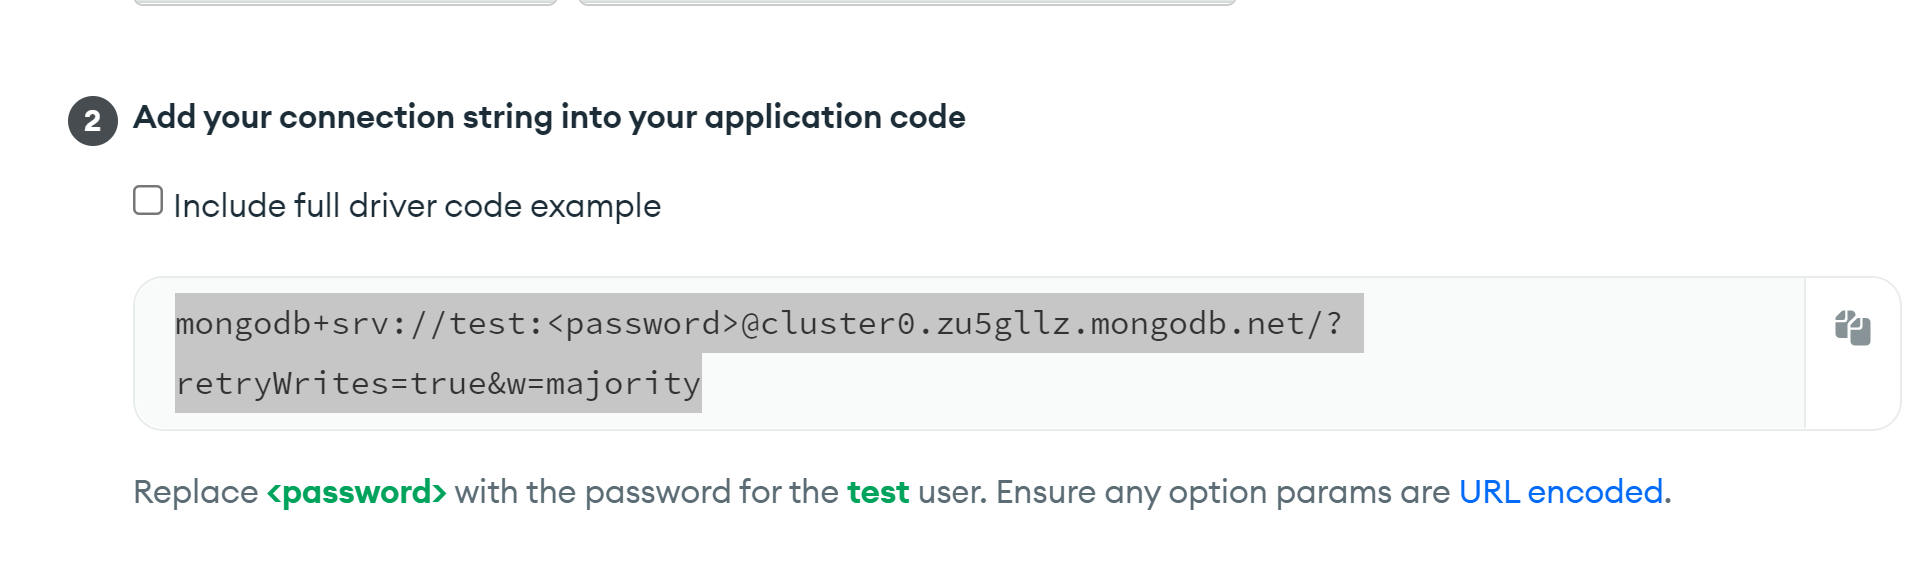 2 Add your connection string into your application code
Include full driver code example
mongodb+srv://test:<password>@cluster0.zu5gllz.mongodb.net/?
retryWrites=true&w=majority
Replace <password> with the password for the test user. Ensure any option params are URL encoded.